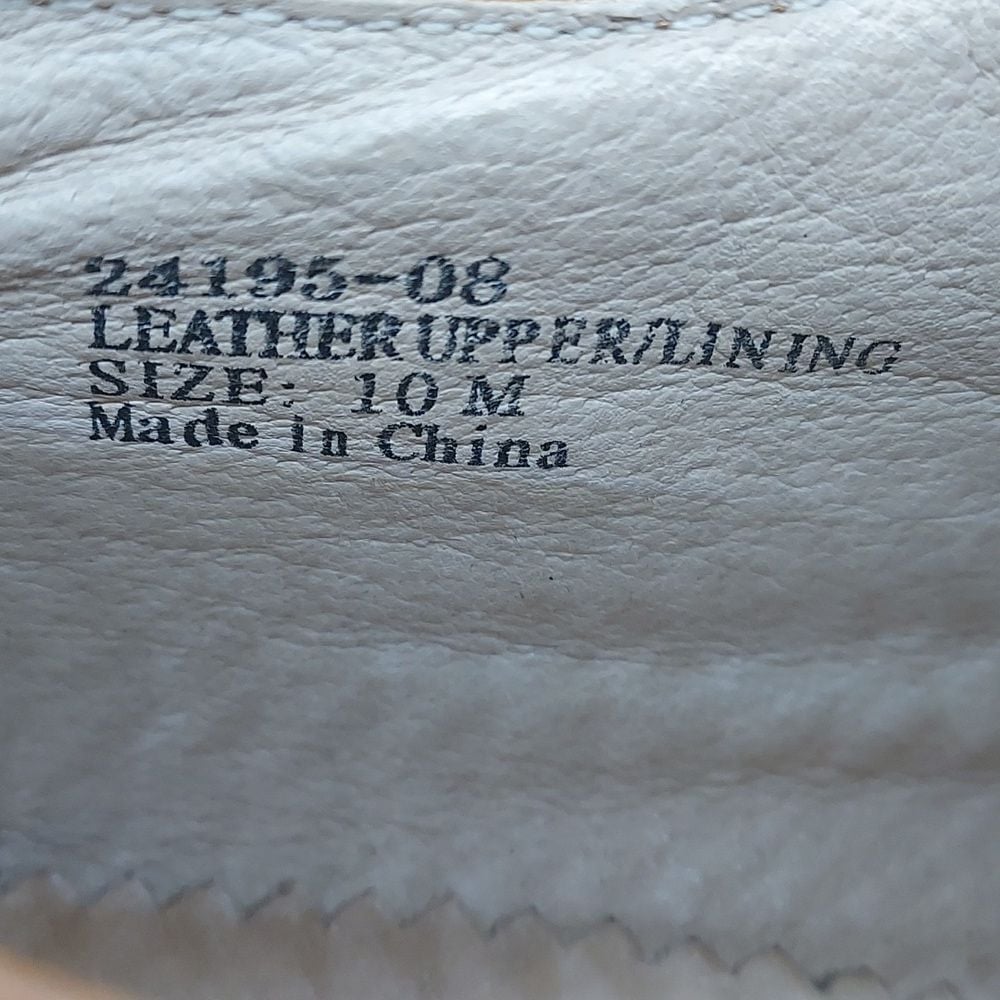 24195-08
LEATHER UPPER/LINING
SIZE: 10 M
Made in China